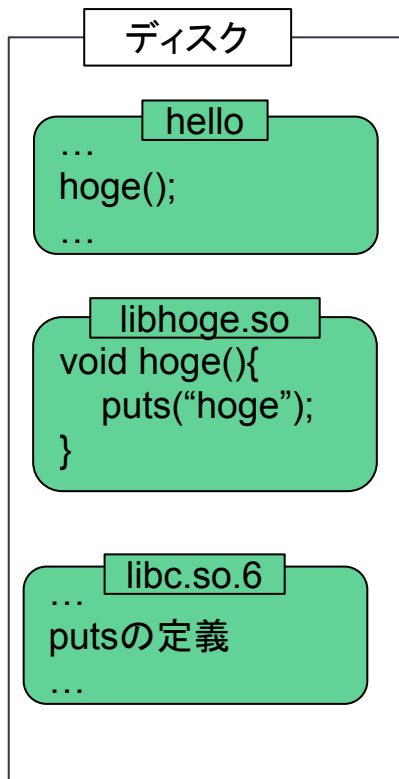 ディスク
hello
…
hoge();
…
libhoge.so
void hoge(){
puts(“hoge”);
}
libc.so.6
…
putsの定義
…